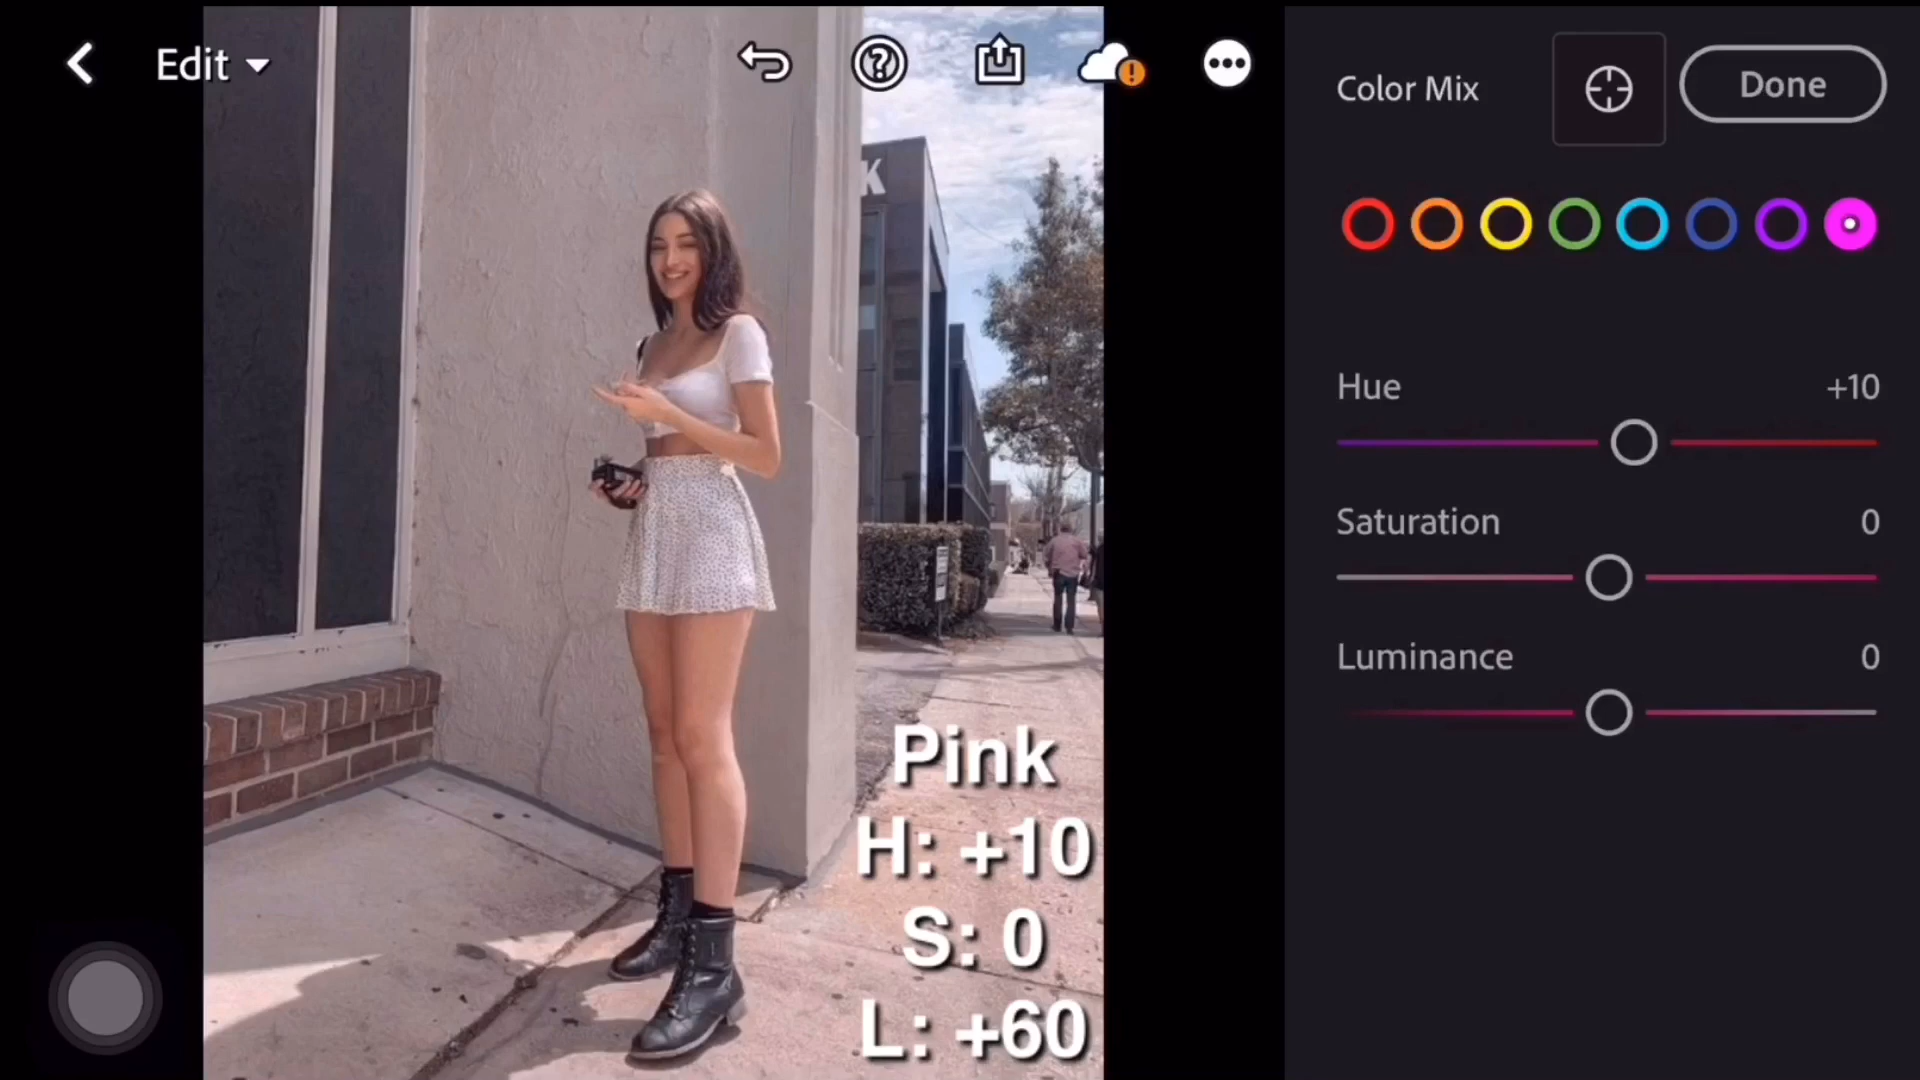 Edit
Color Mix
Done
K
Hue +10
Saturation 0
Luminance 0
Pink
H: +10
S: 0
L: +60